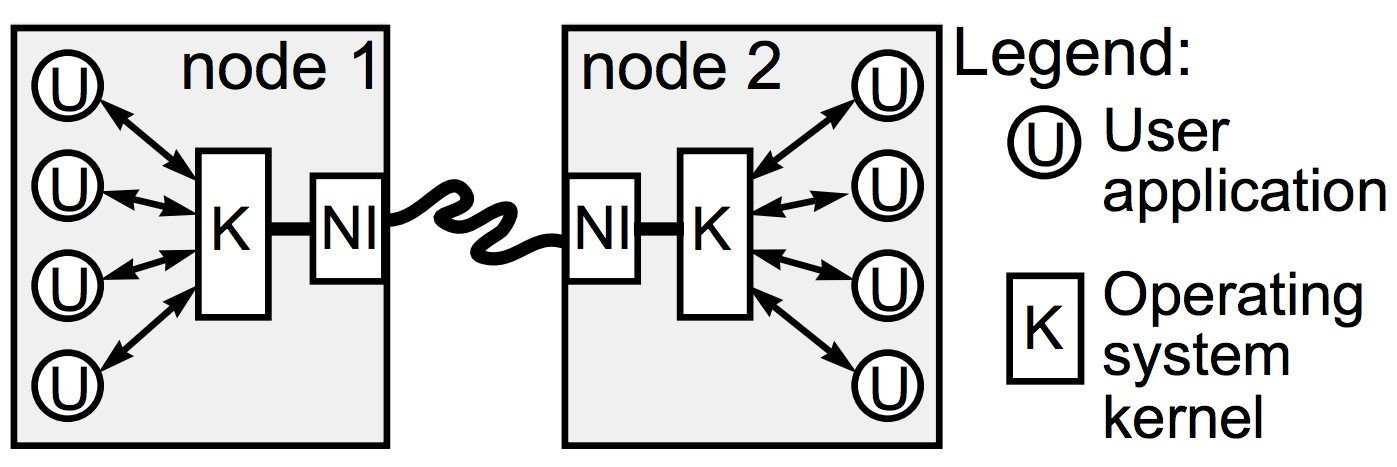 node 1
U
U
U
U
K
NI
node 2
NI
K
U
U
U
U
Legend:
U User
application
K Operating
system
kernel